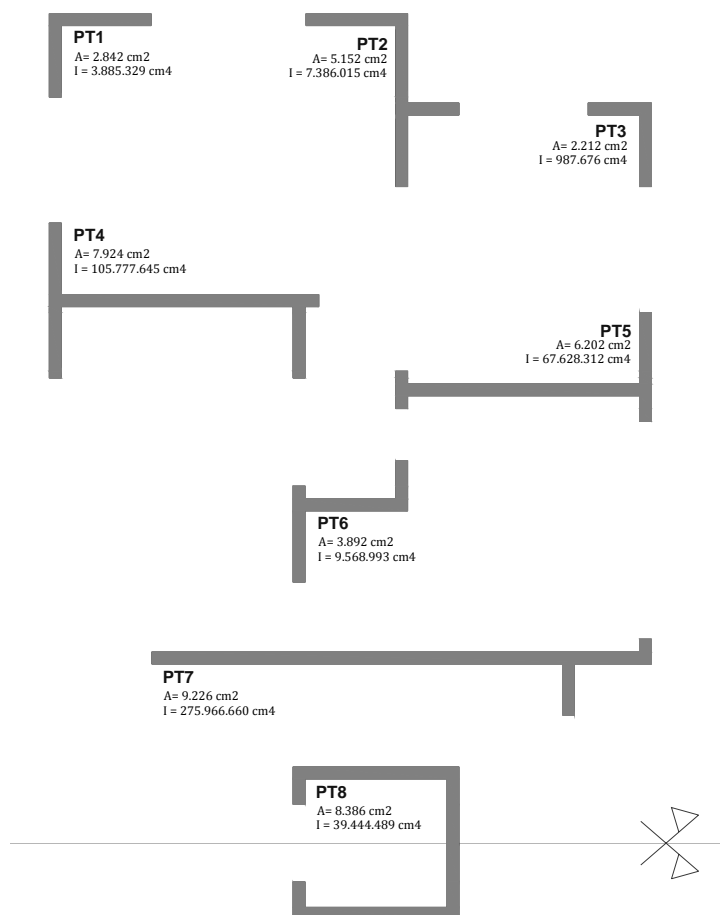 PT1
A= 2.842 cm2
I = 3.885.329 cm4
PT2
A= 5.152 cm2
I = 7.386.015 cm4
PT3
A= 2.212 cm2
I = 987.676 cm4
PT4
A= 7.924 cm2
I = 105.777.645 cm4
PT5
A= 6.202 cm2
I = 67.628.312 cm4
PT6
A= 3.892 cm2
I = 9.568.993 cm4
PT7
A= 9.226 cm2
I = 275.966.660 cm4
PT8
A= 8.386 cm2
I = 39.444.489 cm4